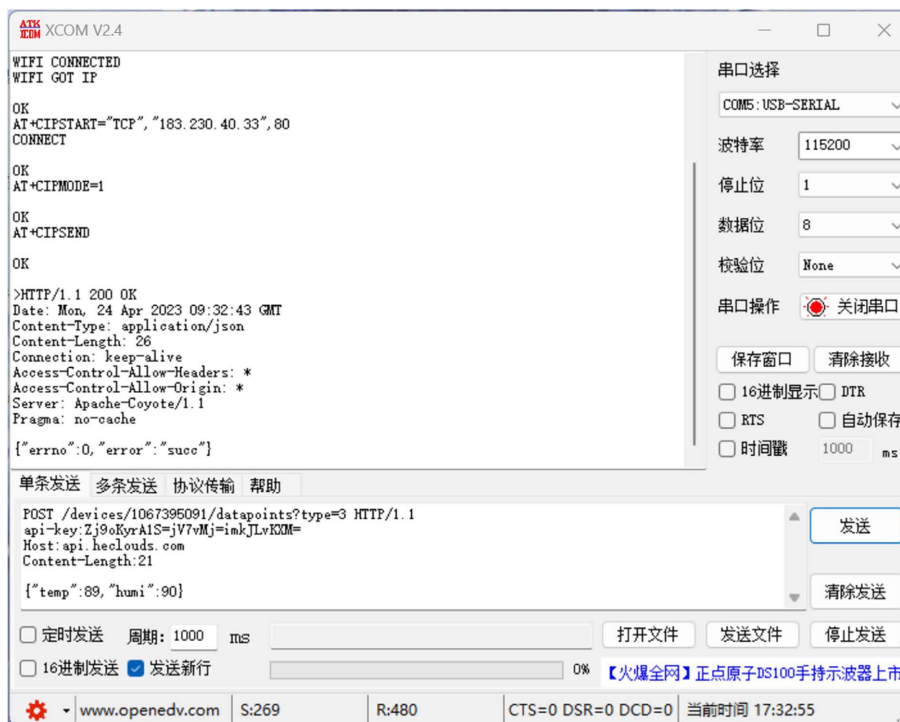 ATK
XCOM XCOM V2.4
WIFI CONNECTED
WIFI GOT IP
OK
AT+CIPSTART="TCP","183.230.40.33",80
CONNECT
OK
AT+CIPMODE=1
OK
AT+CIPSEND
OK
>HTTP/1.1 200 OK
Date: Mon, 24 Apr 2023 09:32:43 GMT
Content-Type: application/json
Content-Length: 26
Connection: keep-alive
Access-Control-Allow-Headers: *
Access-Control-Allow-Origin: *
Server: Apache-Coyote/1.1
Pragma: no-cache
{"errno":0,"error":"succ"}
串口选择
COM5:USB-SERIAL
波特率 115200
停止位 1
数据位 8
校验位 None
串口操作 关闭串口
保存窗口 清除接收
16进制显示 DTR
RTS 自动保存
时间戳 1000 ms
单条发送 多条发送 协议传输 帮助
POST /devices/1067395091/datapoints?type=3 HTTP/1.1
api-key:Zj9oKyrA1S=jV7vMj=imkJLvKXM=
Host:api.heclouds.com
Content-Length:21
{"temp":89,"humi":90}
发送
清除发送
定时发送 周期: 1000 ms 打开文件 发送文件 停止发送
16进制发送 发送新行 0% 【火爆全网】正点原子DS100手持示波器上市
www.openedv.com S:269 R:480 CTS=0 DSR=0 DCD=0 当前时间 17:32:55